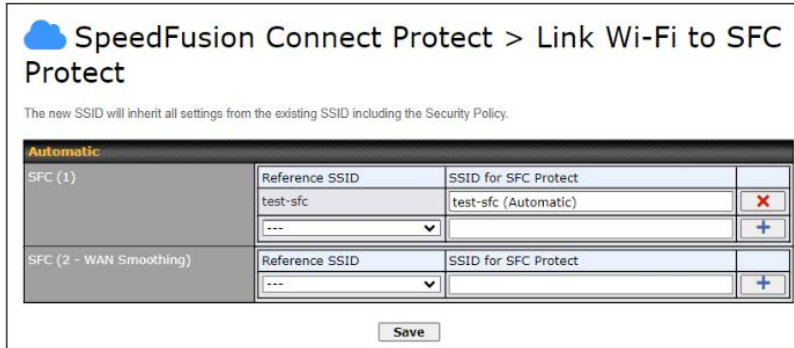 SpeedFusion Connect Protect > Link Wi-Fi to SFC
Protect
The new SSID will inherit all settings from the existing SSID including the Security Policy.
Automatic
SFC (1)
Reference SSID SSID for SFC Protect
test-sfc test-sfc (Automatic)
---
SFC (2 - WAN Smoothing)
Reference SSID SSID for SFC Protect
---
Save